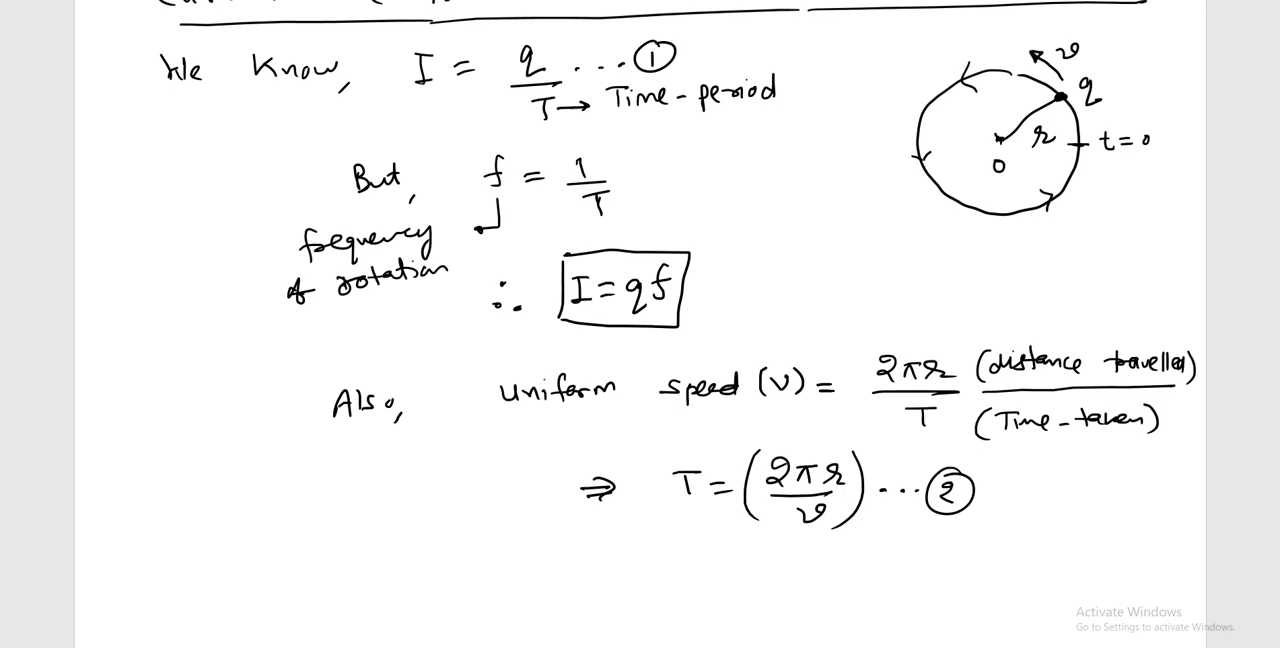 We Know, I = q/T ... ①
T → Time-period
v
q
r
t = 0
O
But, f = 1/T
frequency of rotation
∴ I = qf
Also, Uniform speed (v) = 2πr/T (distance travelled)/(Time-taken)
⇒ T = (2πr/v) ... ②
Activate Windows
Go to Settings to activate Windows.